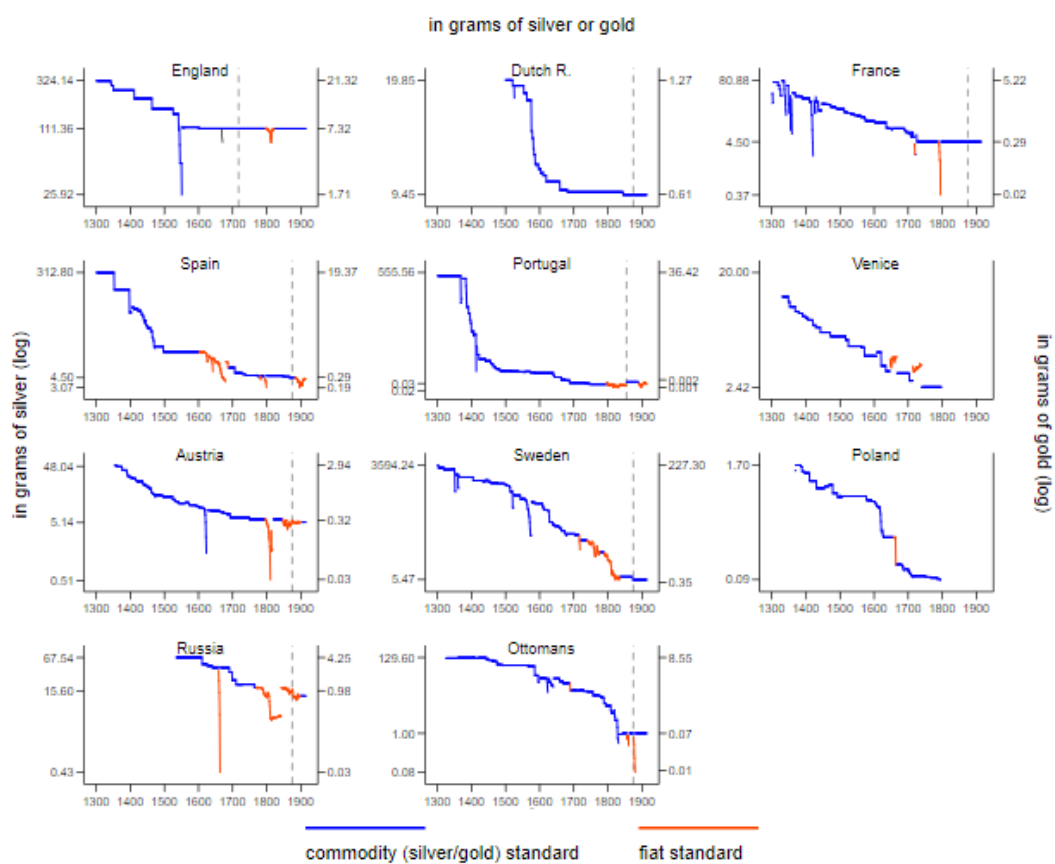 in grams of silver or gold
England
324.14
111.36
25.92
21.32
7.32
1.71
1300 1400 1500 1600 1700 1800 1900
Dutch R.
19.85
9.45
1.27
0.61
1300 1400 1500 1600 1700 1800 1900
France
80.88
4.50
0.37
5.22
0.29
0.02
1300 1400 1500 1600 1700 1800 1900
Spain
312.80
4.50
3.07
19.37
0.29
0.19
1300 1400 1500 1600 1700 1800 1900
Portugal
555.56
0.03
0.02
36.42
0.002
0.001
1300 1400 1500 1600 1700 1800 1900
Venice
20.00
2.42
1300 1400 1500 1600 1700 1800 1900
in grams of silver (log)
in grams of gold (log)
Austria
48.04
5.14
0.51
2.94
0.32
0.03
1300 1400 1500 1600 1700 1800 1900
Sweden
3594.24
5.47
227.30
0.35
1300 1400 1500 1600 1700 1800 1900
Poland
1.70
0.09
1300 1400 1500 1600 1700 1800 1900
Russia
67.54
15.60
0.43
4.25
0.98
0.03
1300 1400 1500 1600 1700 1800 1900
Ottomans
129.60
1.00
0.08
8.55
0.07
0.01
1300 1400 1500 1600 1700 1800 1900
commodity (silver/gold) standard
fiat standard